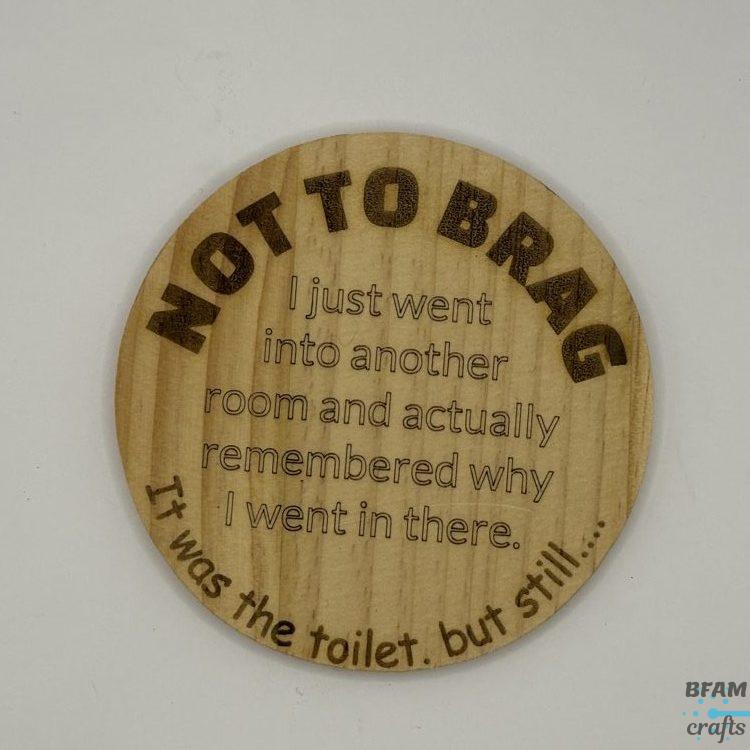 NOT TO BRAG
I just went
into another
room and actually
remembered why
I went in there.
It was the toilet. but still....
BFAM
crafts